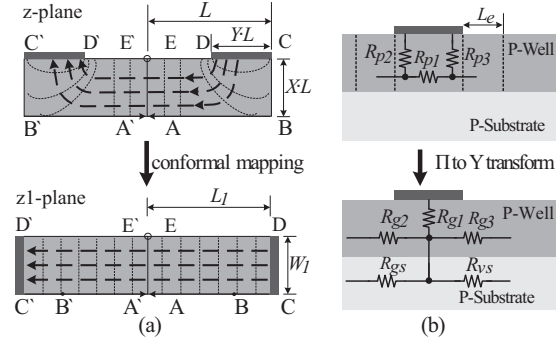 z-plane
L
Y·L
C` D` E` E D C
X·L
B` A` A B
conformal mapping
z1-plane
L1
D` E` E D
W1
C` B` A` A B C
(a)
Le
Rp2 Rp1 Rp3
P-Well
P-Substrate
Π to Y transform
Rg2 Rg1 Rg3
P-Well
Rgs Rvs
P-Substrate
(b)